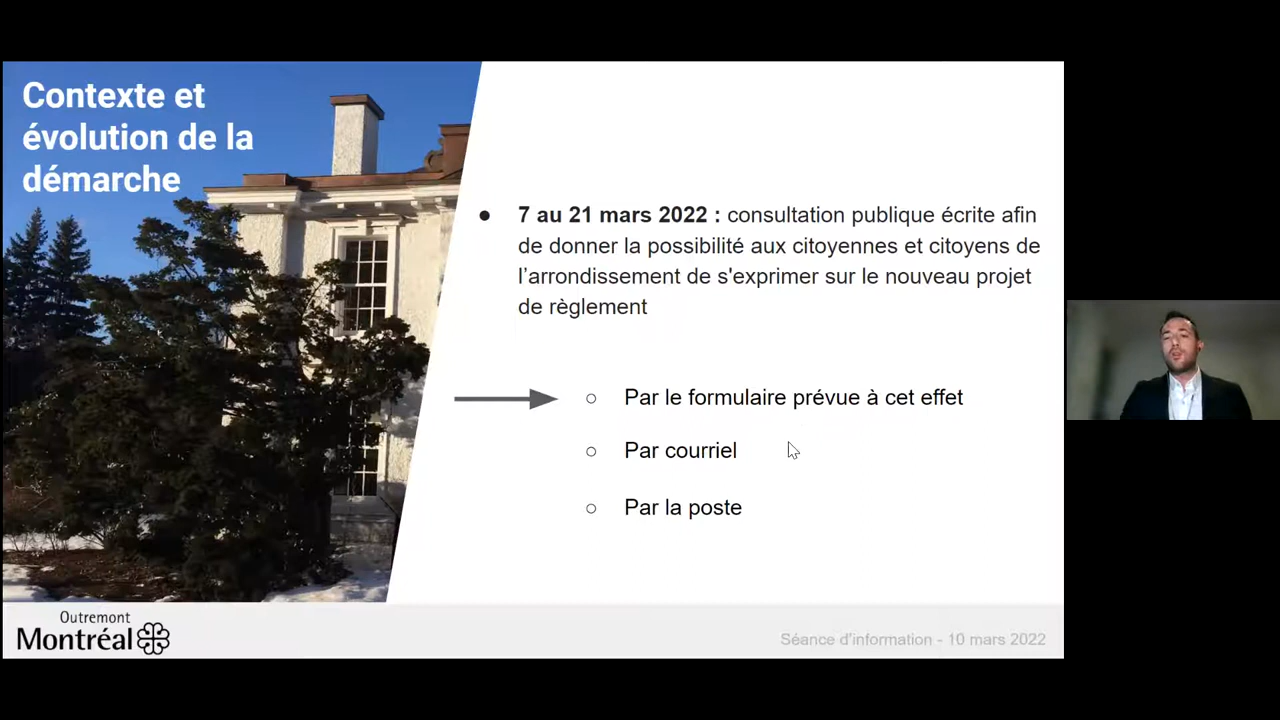 Contexte et
évolution de la
démarche
● 7 au 21 mars 2022 : consultation publique écrite afin
de donner la possibilité aux citoyennes et citoyens de
l’arrondissement de s'exprimer sur le nouveau projet
de règlement
○ Par le formulaire prévue à cet effet
○ Par courriel
○ Par la poste
Outremont
Montréal
Séance d’information - 10 mars 2022